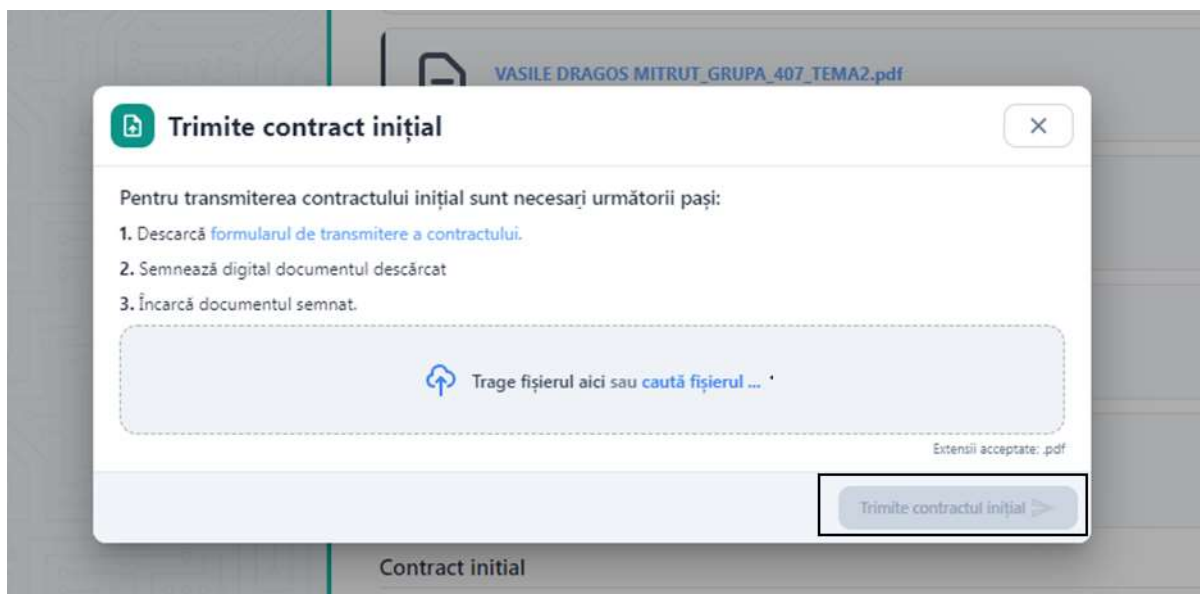 VASILE DRAGOS MITRUT_GRUPA_407_TEMA2.pdf
Trimite contract inițial
Pentru transmiterea contractului inițial sunt necesari următorii pași:
1. Descarcă formularul de transmitere a contractului.
2. Semnează digital documentul descărcat
3. Încarcă documentul semnat.
Trage fișierul aici sau caută fișierul ...
Extensii acceptate: .pdf
Trimite contractul inițial
Contract initial